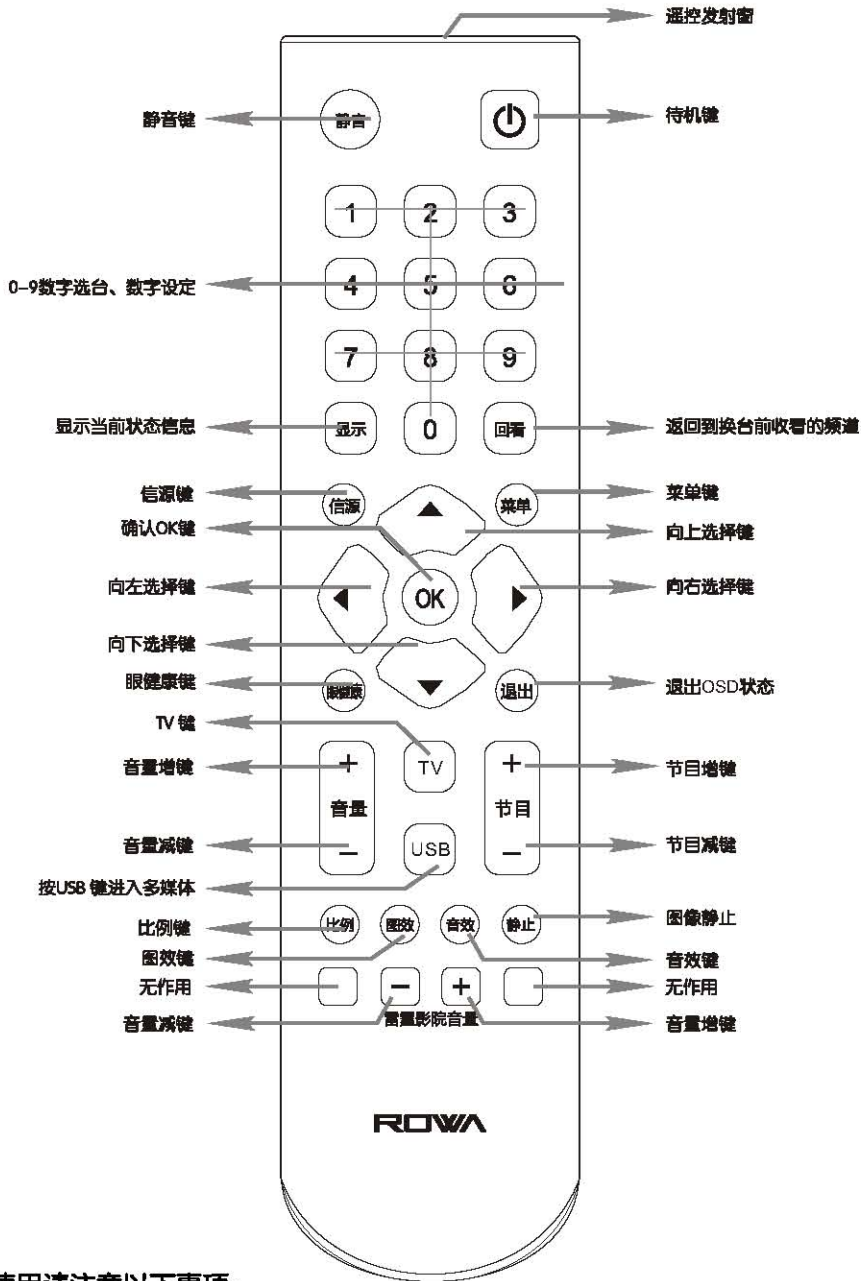 遥控发射窗
静音键
静音
待机键
1 2 3
0-9数字选台、数字设定
4 5 6
7 8 9
显示当前状态信息
显示
0
回看
返回到换台前收看的频道
信源键
信源
菜单
菜单键
确认OK键
向上选择键
向左选择键
OK
向右选择键
向下选择键
眼健康键
眼健康
退出
退出OSD状态
TV 键
音量增键
+
TV
+
节目增键
音量
节目
音量减键
−
USB
−
节目减键
按USB 键进入多媒体
比例键
比例
图效
音效
静止
图像静止
图效键
音效键
无作用
−
+
无作用
音量减键
雷霆影院音量
音量增键
ROWA
使用请注意以下事项